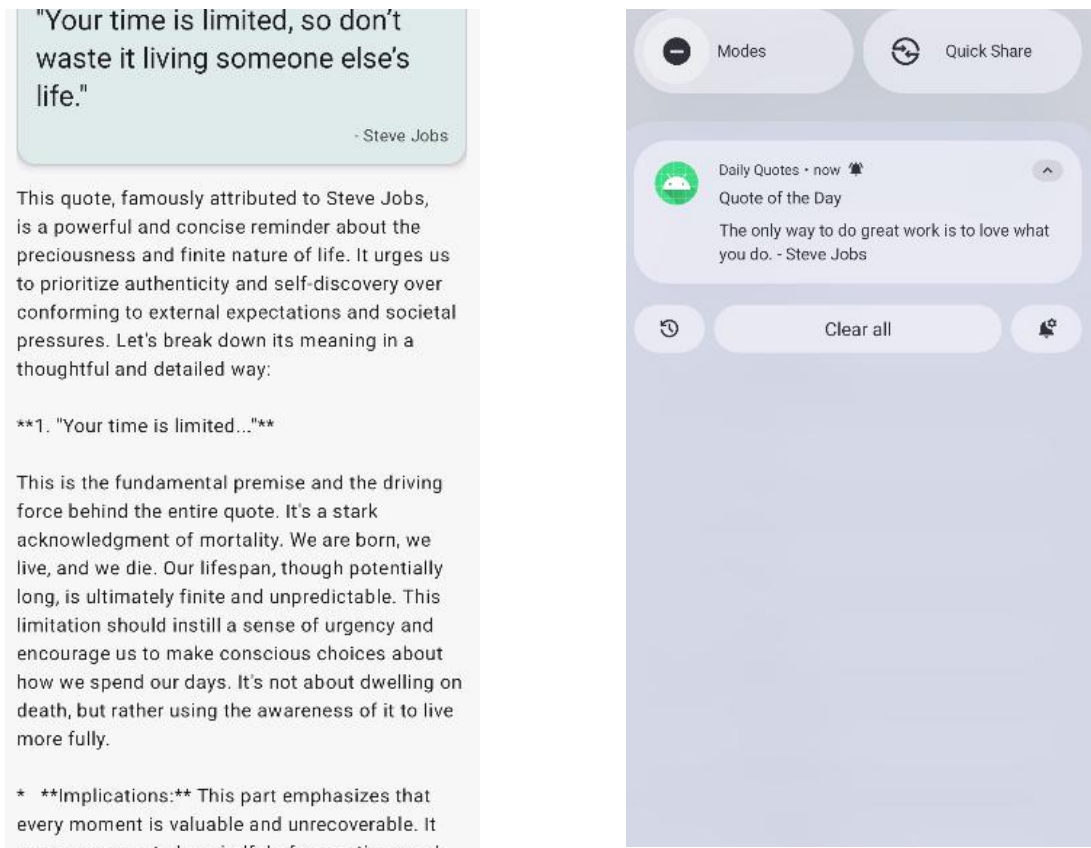 "Your time is limited, so don’t
waste it living someone else’s
life."
- Steve Jobs
This quote, famously attributed to Steve Jobs,
is a powerful and concise reminder about the
preciousness and finite nature of life. It urges us
to prioritize authenticity and self-discovery over
conforming to external expectations and societal
pressures. Let's break down its meaning in a
thoughtful and detailed way:
**1. "Your time is limited..."**
This is the fundamental premise and the driving
force behind the entire quote. It's a stark
acknowledgment of mortality. We are born, we
live, and we die. Our lifespan, though potentially
long, is ultimately finite and unpredictable. This
limitation should instill a sense of urgency and
encourage us to make conscious choices about
how we spend our days. It's not about dwelling on
death, but rather using the awareness of it to live
more fully.
* **Implications:** This part emphasizes that
every moment is valuable and unrecoverable. It
Modes
Quick Share
Daily Quotes • now
Quote of the Day
The only way to do great work is to love what
you do. - Steve Jobs
Clear all